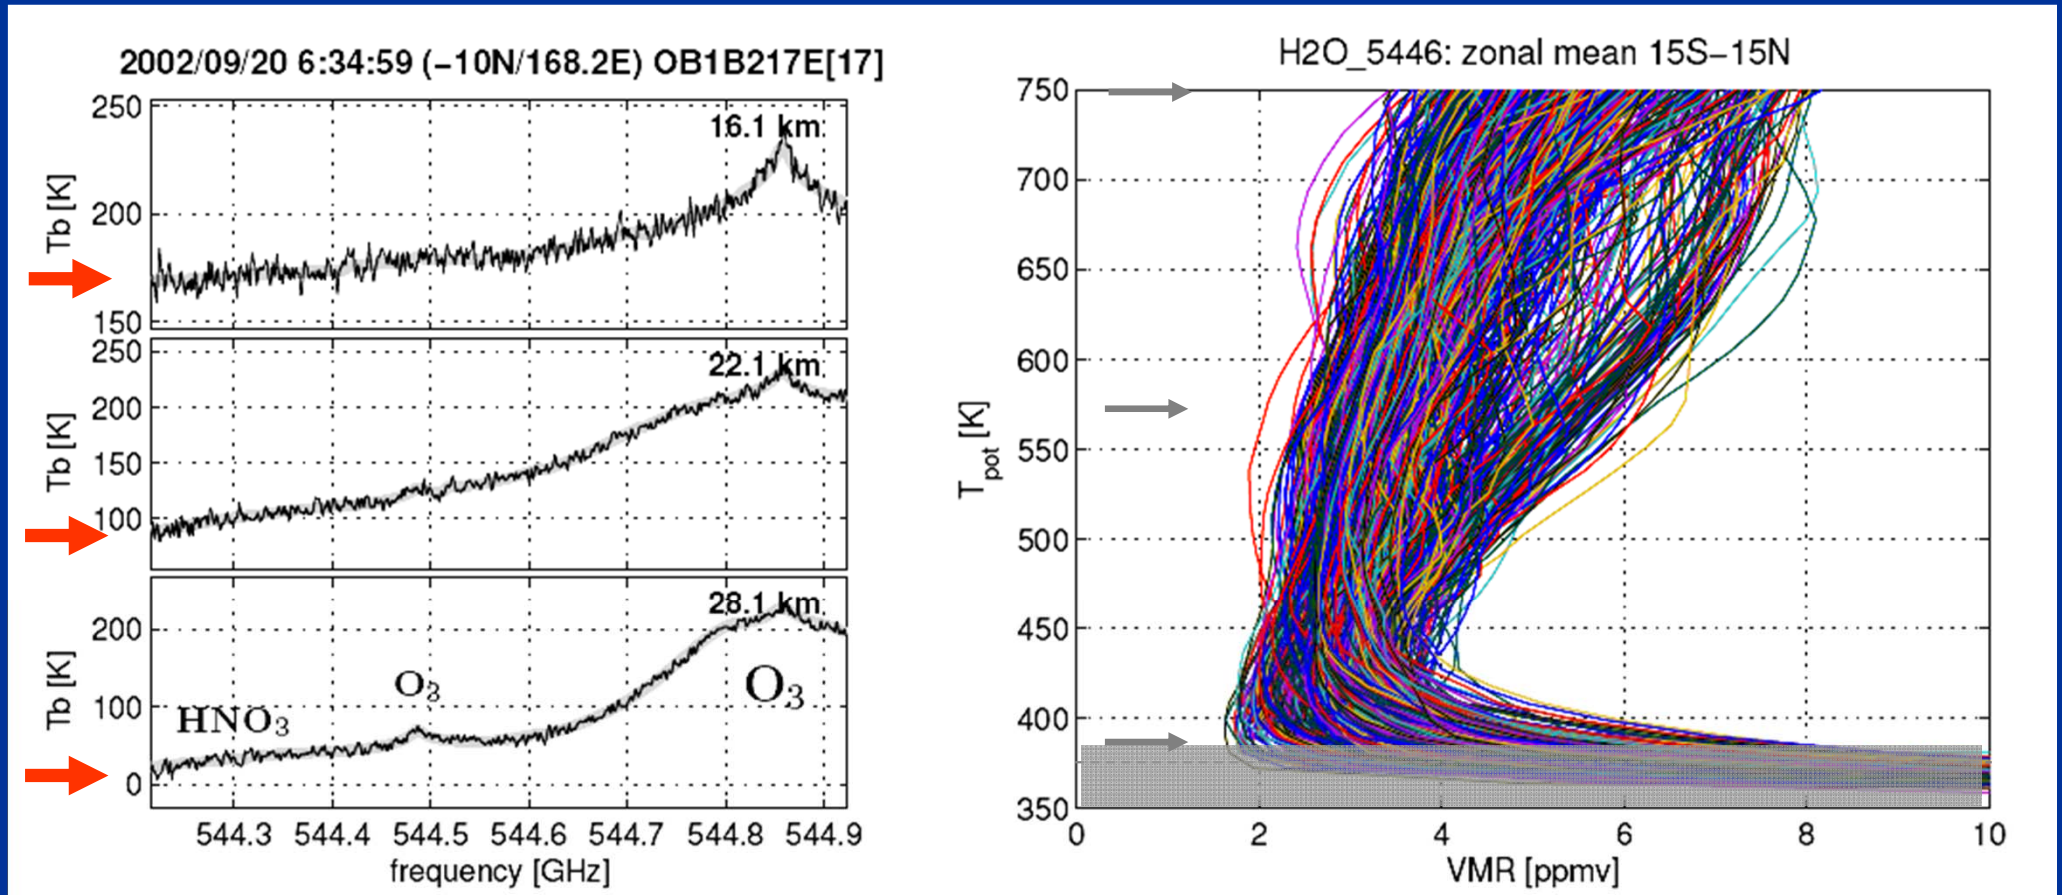 2002/09/20 6:34:59 (−10N/168.2E) OB1B217E[17]
250
200
150
Tb [K]
16.1 km
250
200
150
100
Tb [K]
22.1 km
200
100
0
Tb [K]
28.1 km
HNO3
O3
O3
544.3 544.4 544.5 544.6 544.7 544.8 544.9
frequency [GHz]
H2O_5446: zonal mean 15S−15N
750
700
650
600
550
500
450
400
350
Tpot [K]
0 2 4 6 8 10
VMR [ppmv]